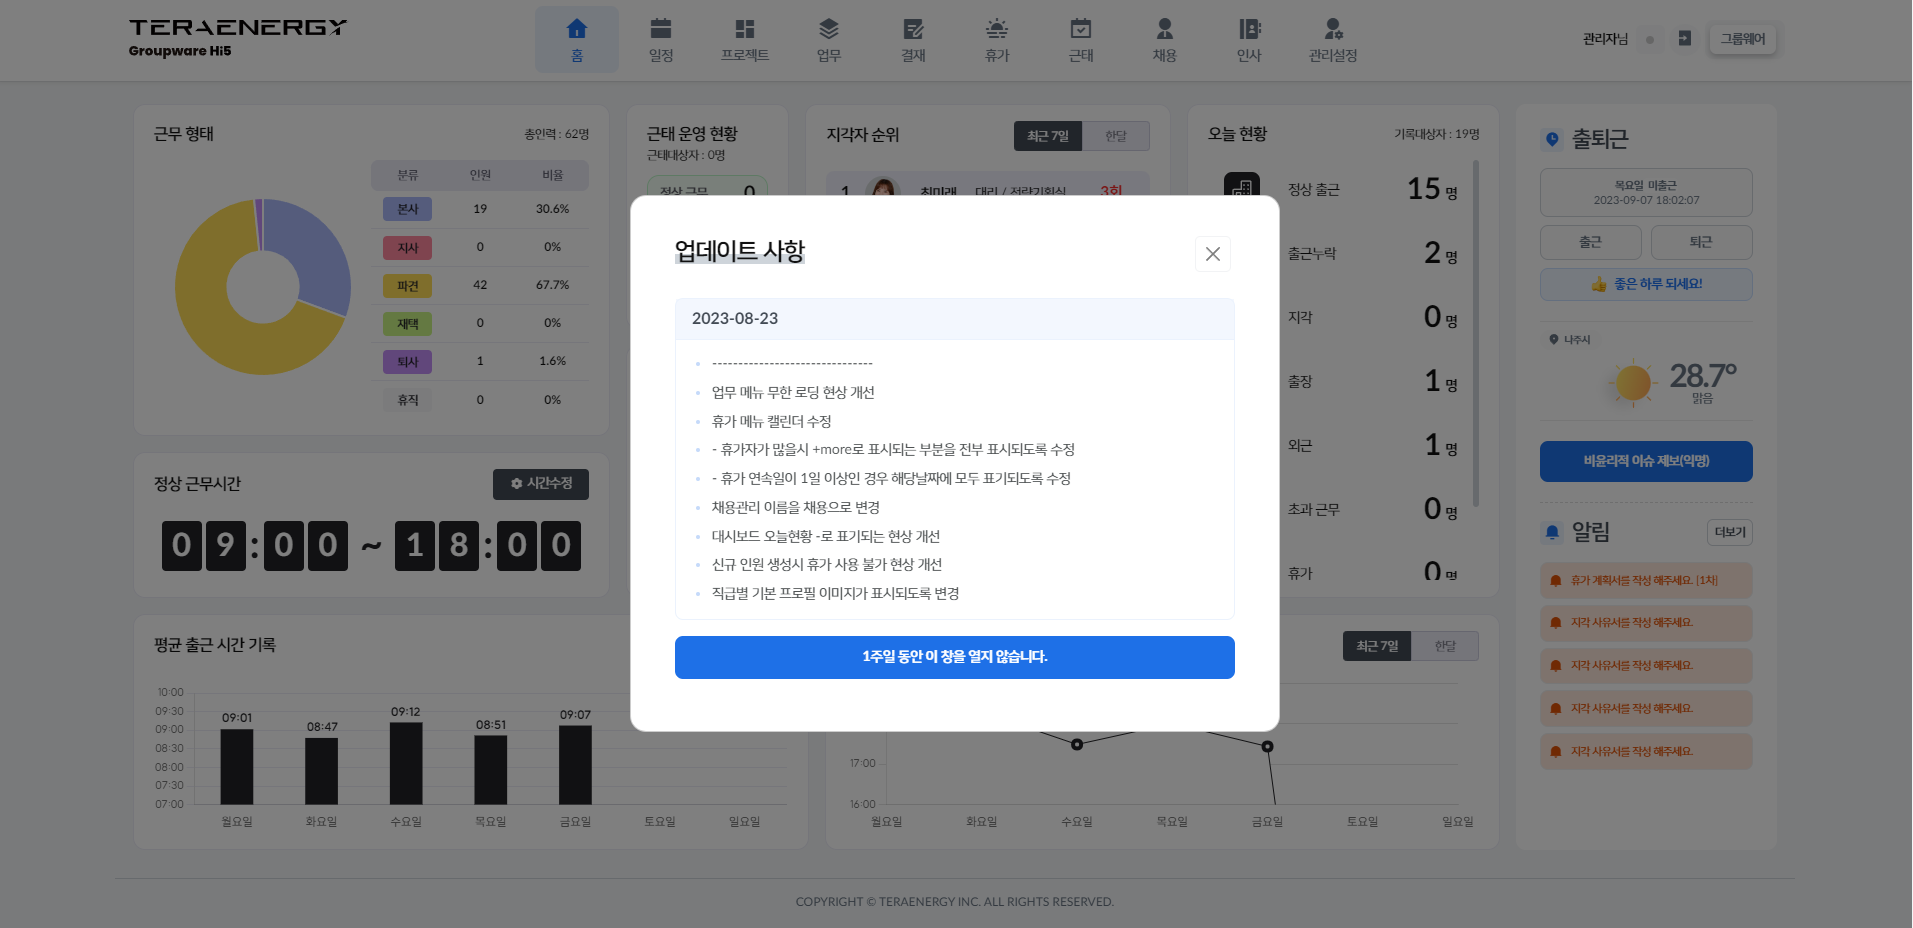 TERAENERGY
Groupware Hi5
홈
일정
프로젝트
업무
결재
휴가
근태
채용
인사
관리설정
관리자님
그룹웨어
근무 형태
총인력 : 62명
분류 인원 비율
본사 19 30.6%
지사 0 0%
파견 42 67.7%
재택 0 0%
퇴사 1 1.6%
휴직 0 0%
근태 운영 현황
근태대상자 : 0명
정상 근무 0
지각자 순위
최근 7일 한달
1 최미래 대리 / 전략기획실 3회
오늘 현황
기록대상자 : 19명
정상 출근 15 명
출근누락 2 명
지각 0 명
출장 1 명
외근 1 명
초과 근무 0 명
휴가 0 명
출퇴근
목요일 미출근
2023-09-07 18:02:07
출근 퇴근
좋은 하루 되세요!
나주시
28.7°
맑음
비윤리적 이슈 제보(익명)
알림
더보기
휴가 계획서를 작성 해주세요. [1차]
지각 사유서를 작성 해주세요.
지각 사유서를 작성 해주세요.
지각 사유서를 작성 해주세요.
지각 사유서를 작성 해주세요.
업데이트 사항
2023-08-23
-------------------------------
업무 메뉴 무한 로딩 현상 개선
휴가 메뉴 캘린더 수정
- 휴가자가 많을시 +more로 표시되는 부분을 전부 표시되도록 수정
- 휴가 연속일이 1일 이상인 경우 해당날짜에 모두 표기되도록 수정
채용관리 이름을 채용으로 변경
대시보드 오늘현황 -로 표기되는 현상 개선
신규 인원 생성시 휴가 사용 불가 현상 개선
직급별 기본 프로필 이미지가 표시되도록 변경
1주일 동안 이 창을 열지 않습니다.
정상 근무시간
시간수정
09:00 ~ 18:00
평균 출근 시간 기록
10:00
09:30
09:00
08:30
08:00
07:30
07:00
09:01
08:47
09:12
08:51
09:07
월요일 화요일 수요일 목요일 금요일 토요일 일요일
최근 7일 한달
17:00
16:00
월요일 화요일 수요일 목요일 금요일 토요일 일요일
COPYRIGHT © TERAENERGY INC. ALL RIGHTS RESERVED.